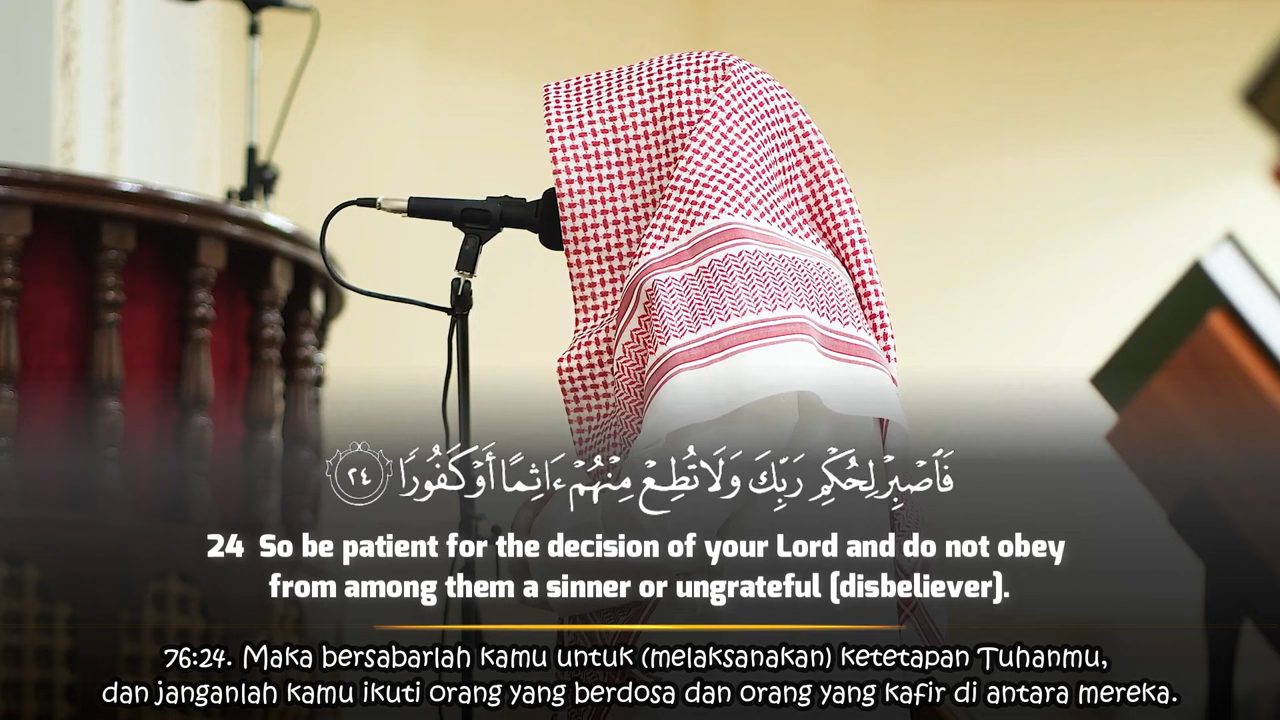 فَٱصْبِرْ لِحُكْمِ رَبِّكَ وَلَا تُطِعْ مِنْهُمْ ءَاثِمًا أَوْ كَفُورًا ٢٤
24 So be patient for the decision of your Lord and do not obey
from among them a sinner or ungrateful [disbeliever].
76:24. Maka bersabarlah kamu untuk (melaksanakan) ketetapan Tuhanmu,
dan janganlah kamu ikuti orang yang berdosa dan orang yang kafir di antara mereka.